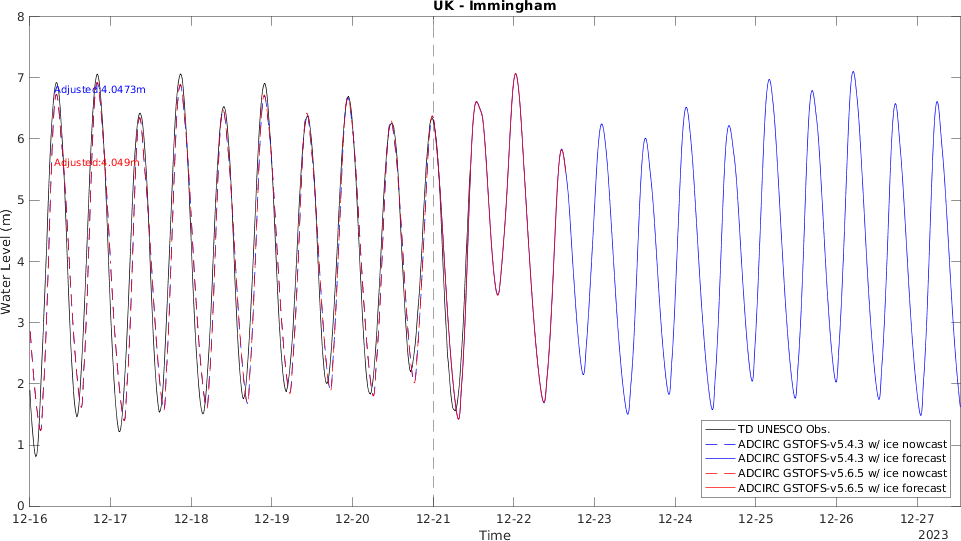 UK - Immingham
8
7
6
5
4
3
2
1
0
Water Level (m)
Adjusted:4.0473m
Adjusted:4.049m
TD UNESCO Obs.
ADCIRC GSTOFS-v5.4.3 w/ ice nowcast
ADCIRC GSTOFS-v5.4.3 w/ ice forecast
ADCIRC GSTOFS-v5.6.5 w/ ice nowcast
ADCIRC GSTOFS-v5.6.5 w/ ice forecast
12-16 12-17 12-18 12-19 12-20 12-21 12-22 12-23 12-24 12-25 12-26 12-27
Time
2023